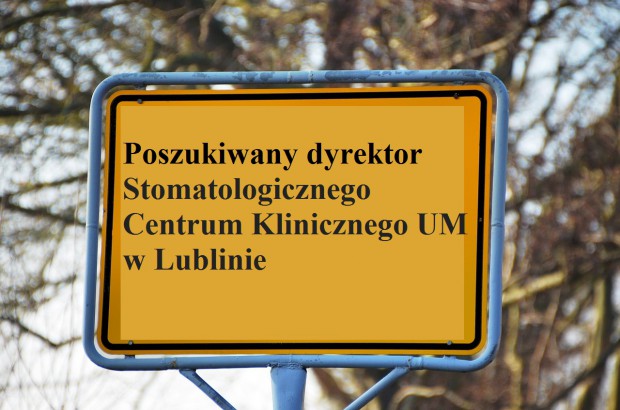 Poszukiwany dyrektor
Stomatologicznego
Centrum Klinicznego UM
w Lublinie